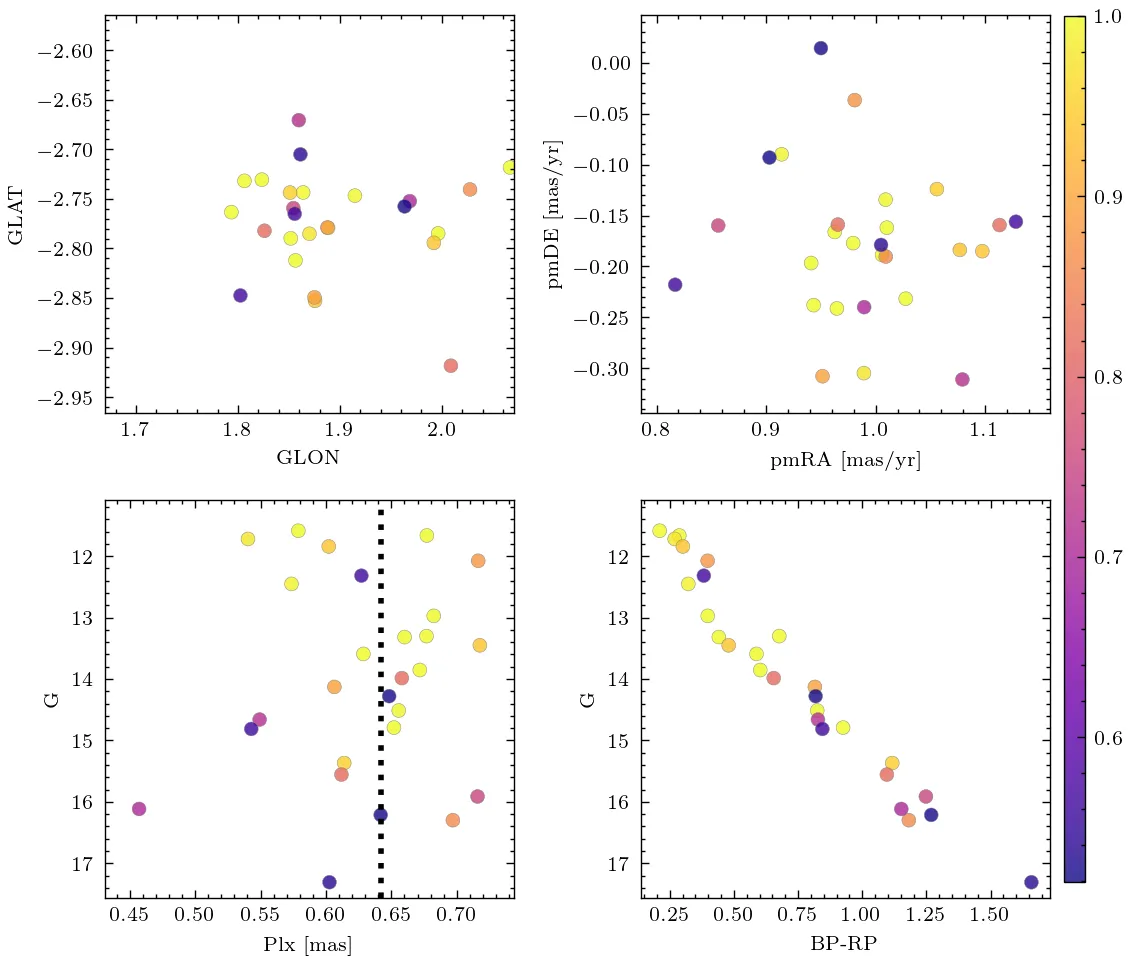 −2.60
−2.65
−2.70
−2.75
−2.80
−2.85
−2.90
−2.95
GLAT
1.7 1.8 1.9 2.0
GLON
0.00
−0.05
−0.10
−0.15
−0.20
−0.25
−0.30
pmDE [mas/yr]
0.8 0.9 1.0 1.1
pmRA [mas/yr]
1.0
0.9
0.8
0.7
0.6
12
13
14
15
16
17
G
0.45 0.50 0.55 0.60 0.65 0.70
Plx [mas]
12
13
14
15
16
17
G
0.25 0.50 0.75 1.00 1.25 1.50
BP-RP